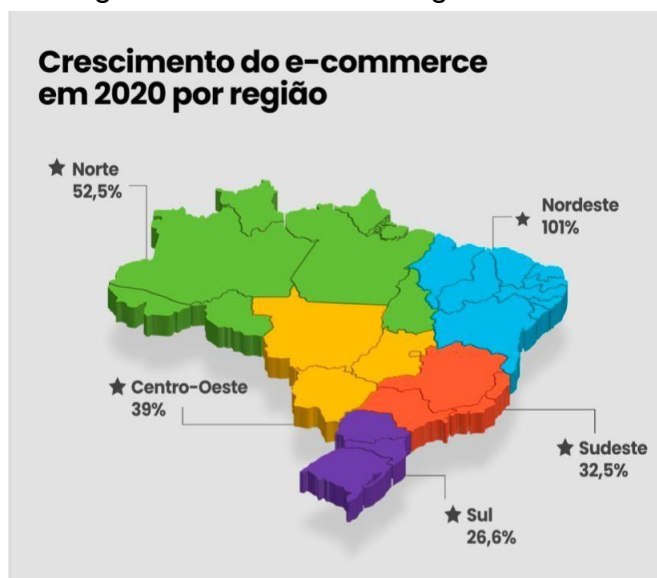 Crescimento do e-commerce
em 2020 por região
Norte
52,5%
Nordeste
101%
Centro-Oeste
39%
Sudeste
32,5%
Sul
26,6%